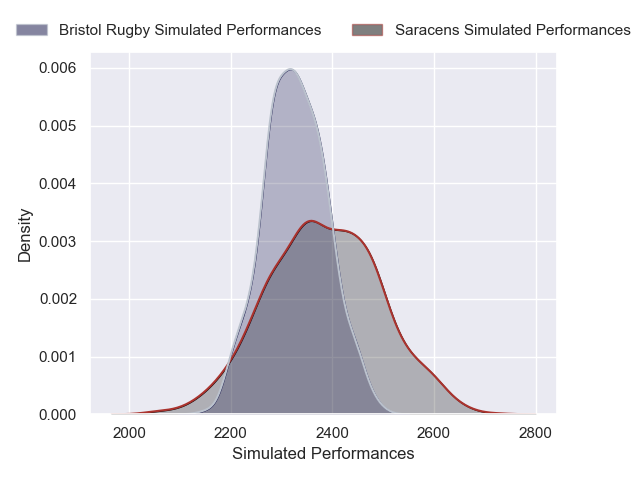 Bristol Rugby Simulated Performances Saracens Simulated Performances
0.006
0.005
0.004
0.003
0.002
0.001
0.000
Density
2000 2200 2400 2600 2800
Simulated Performances